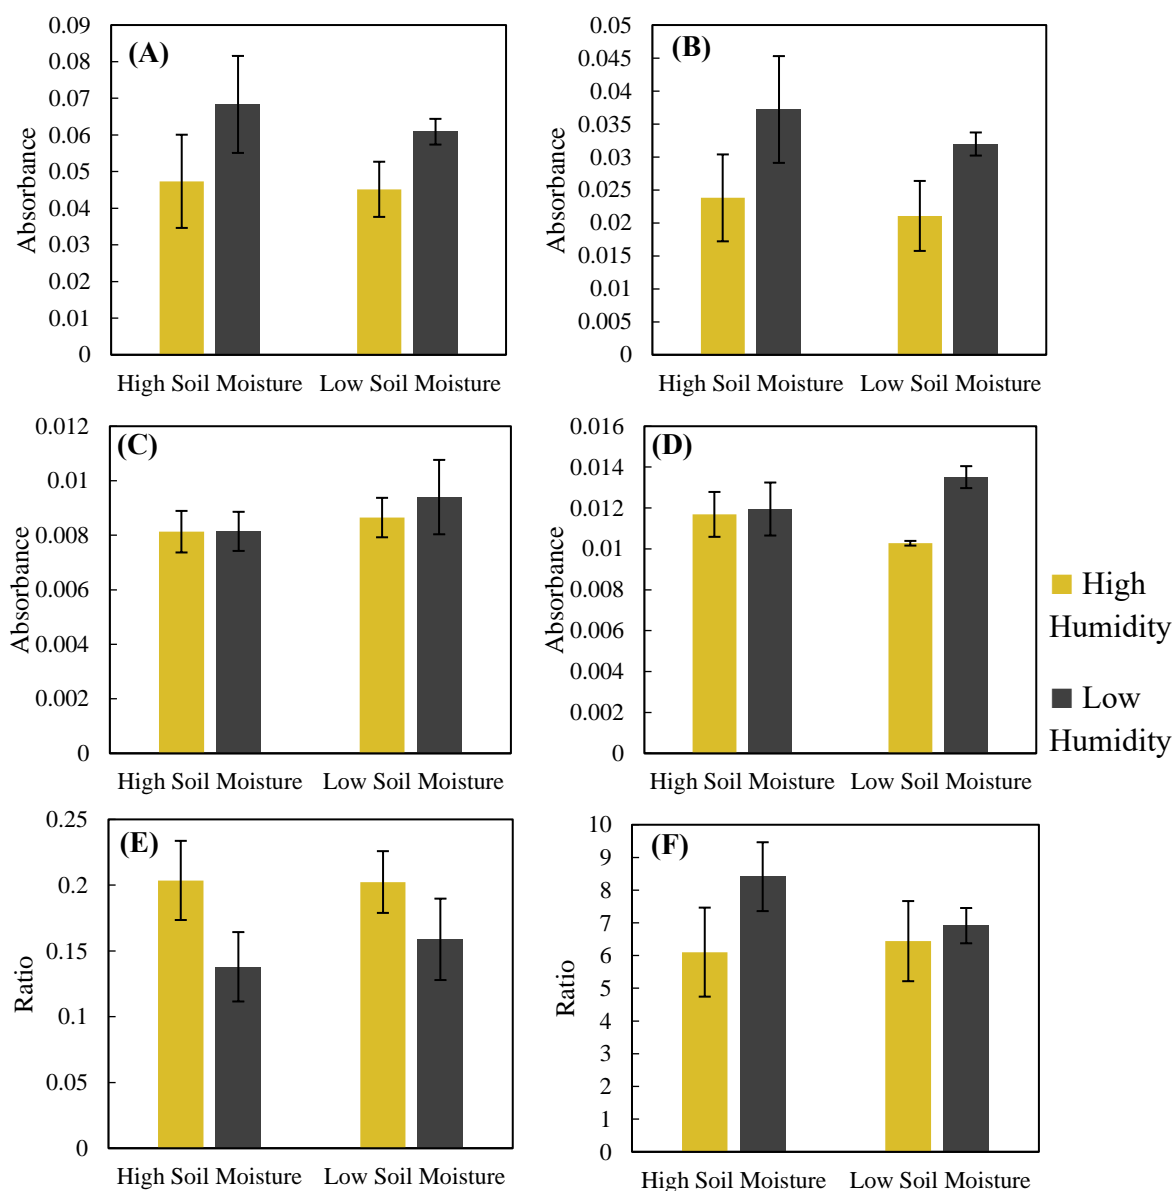 (A)
Absorbance
0.09
0.08
0.07
0.06
0.05
0.04
0.03
0.02
0.01
0
High Soil Moisture Low Soil Moisture
(B)
Absorbance
0.05
0.045
0.04
0.035
0.03
0.025
0.02
0.015
0.01
0.005
0
High Soil Moisture Low Soil Moisture
(C)
Absorbance
0.012
0.01
0.008
0.006
0.004
0.002
0
High Soil Moisture Low Soil Moisture
(D)
Absorbance
0.016
0.014
0.012
0.01
0.008
0.006
0.004
0.002
0
High Soil Moisture Low Soil Moisture
High
Humidity
Low
Humidity
(E)
Ratio
0.25
0.2
0.15
0.1
0.05
0
High Soil Moisture Low Soil Moisture
(F)
Ratio
10
9
8
7
6
5
4
3
2
1
0
High Soil Moisture Low Soil Moisture